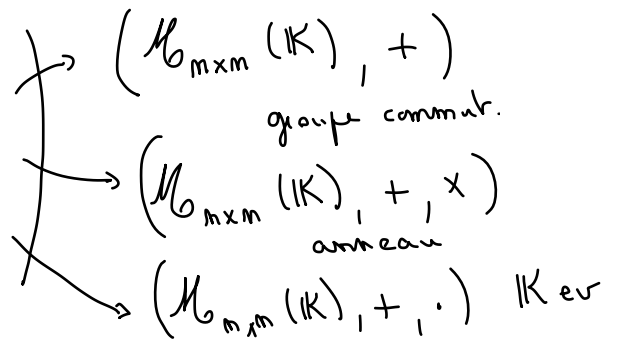 (M_{n×n} (𝕂), +)
groupe commut.
(M_{n×n} (𝕂), +, ×)
anneau
(M_{n×n} (𝕂), +, ·) 𝕂 ev